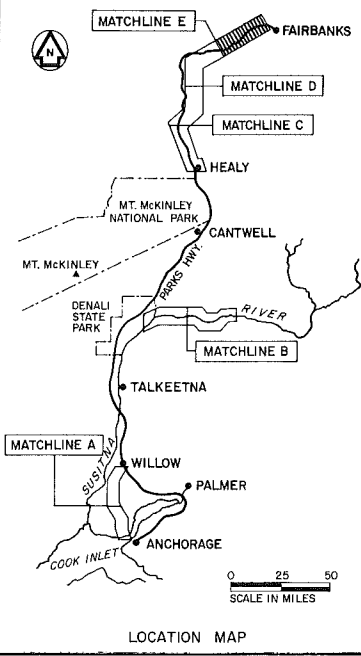 MATCHLINE E
FAIRBANKS
N
MATCHLINE D
MATCHLINE C
HEALY
MT. McKINLEY
NATIONAL PARK
CANTWELL
MT. McKINLEY
PARKS HWY.
DENALI
STATE
PARK
RIVER
MATCHLINE B
TALKEETNA
MATCHLINE A
SUSITNA
WILLOW
PALMER
ANCHORAGE
COOK INLET
0 25 50
SCALE IN MILES
LOCATION MAP